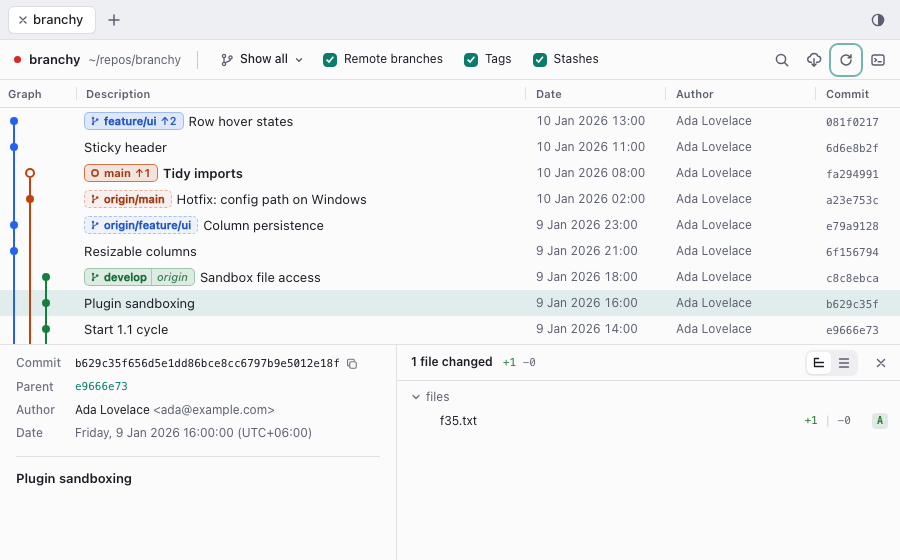 branchy
branchy ~/repos/branchy Show all Remote branches Tags Stashes
Graph Description Date Author Commit
feature/ui ↑2 Row hover states 10 Jan 2026 13:00 Ada Lovelace 081f0217
Sticky header 10 Jan 2026 11:00 Ada Lovelace 6d6e8b2f
main ↑1 Tidy imports 10 Jan 2026 08:00 Ada Lovelace fa294991
origin/main Hotfix: config path on Windows 10 Jan 2026 02:00 Ada Lovelace a23e753c
origin/feature/ui Column persistence 9 Jan 2026 23:00 Ada Lovelace e79a9128
Resizable columns 9 Jan 2026 21:00 Ada Lovelace 6f156794
develop origin Sandbox file access 9 Jan 2026 18:00 Ada Lovelace c8c8ebca
Plugin sandboxing 9 Jan 2026 16:00 Ada Lovelace b629c35f
Start 1.1 cycle 9 Jan 2026 14:00 Ada Lovelace e9666e73
Commit b629c35f656d5e1dd86bce8cc6797b9e5012e18f
Parent e9666e73
Author Ada Lovelace <ada@example.com>
Date Friday, 9 Jan 2026 16:00:00 (UTC+06:00)
Plugin sandboxing
1 file changed +1 −0
files
f35.txt +1 | −0 A